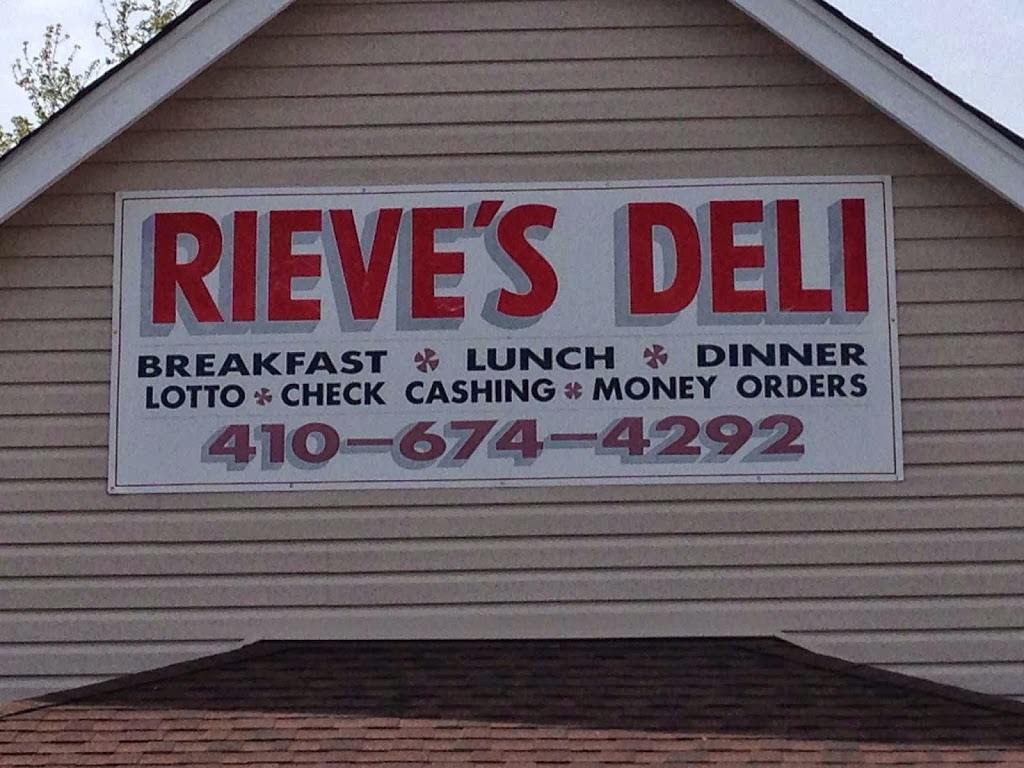 RIEVE'S DELI
BREAKFAST LUNCH DINNER
LOTTO CHECK CASHING MONEY ORDERS
410-674-4292